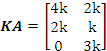 KA = [ 4k 2k
2k k
0 3k ]